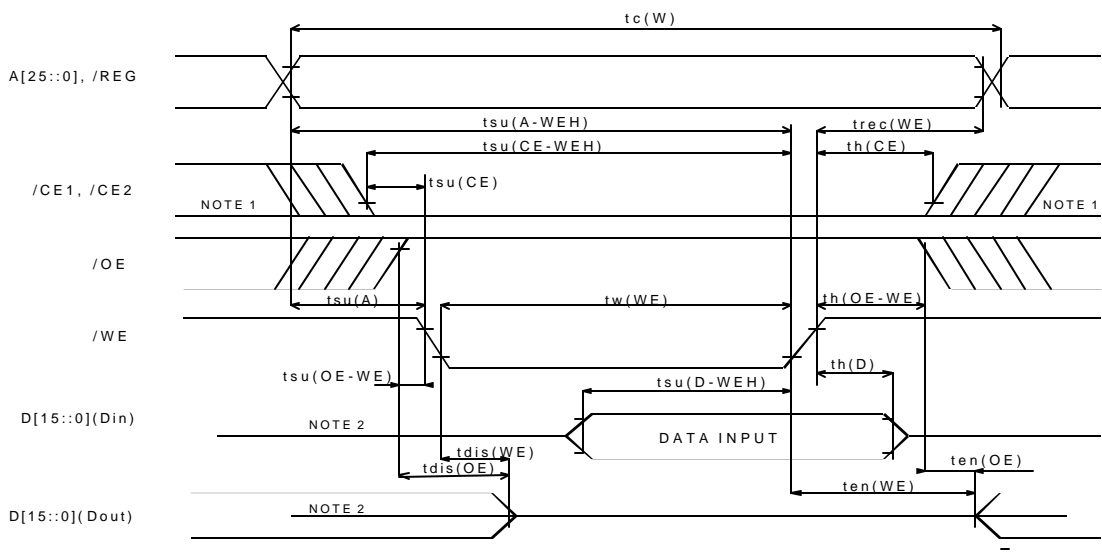 tc(W)
A[25::0], /REG
tsu(A-WEH)
trec(WE)
tsu(CE-WEH)
th(CE)
tsu(CE)
/CE1, /CE2
NOTE 1
NOTE 1
/OE
tsu(A)
tw(WE)
th(OE-WE)
/WE
th(D)
tsu(OE-WE)
tsu(D-WEH)
D[15::0](Din)
NOTE 2
DATA INPUT
tdis(WE)
ten(OE)
tdis(OE)
ten(WE)
NOTE 2
D[15::0](Dout)